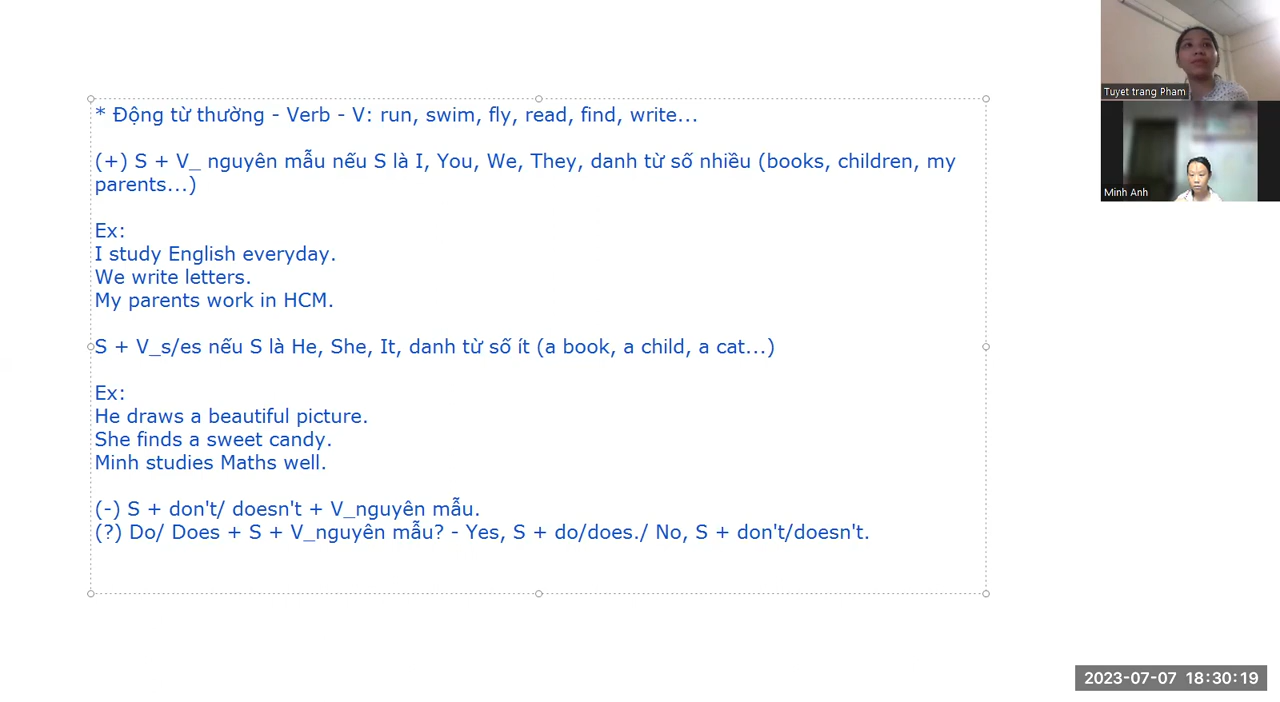 * Động từ thường - Verb - V: run, swim, fly, read, find, write...
(+) S + V_ nguyên mẫu nếu S là I, You, We, They, danh từ số nhiều (books, children, my
parents...)
Ex:
I study English everyday.
We write letters.
My parents work in HCM.
S + V_s/es nếu S là He, She, It, danh từ số ít (a book, a child, a cat...)
Ex:
He draws a beautiful picture.
She finds a sweet candy.
Minh studies Maths well.
(-) S + don't/ doesn't + V_nguyên mẫu.
(?) Do/ Does + S + V_nguyên mẫu? - Yes, S + do/does./ No, S + don't/doesn't.
Tuyet trang Pham
Minh Anh
2023-07-07 18:30:19